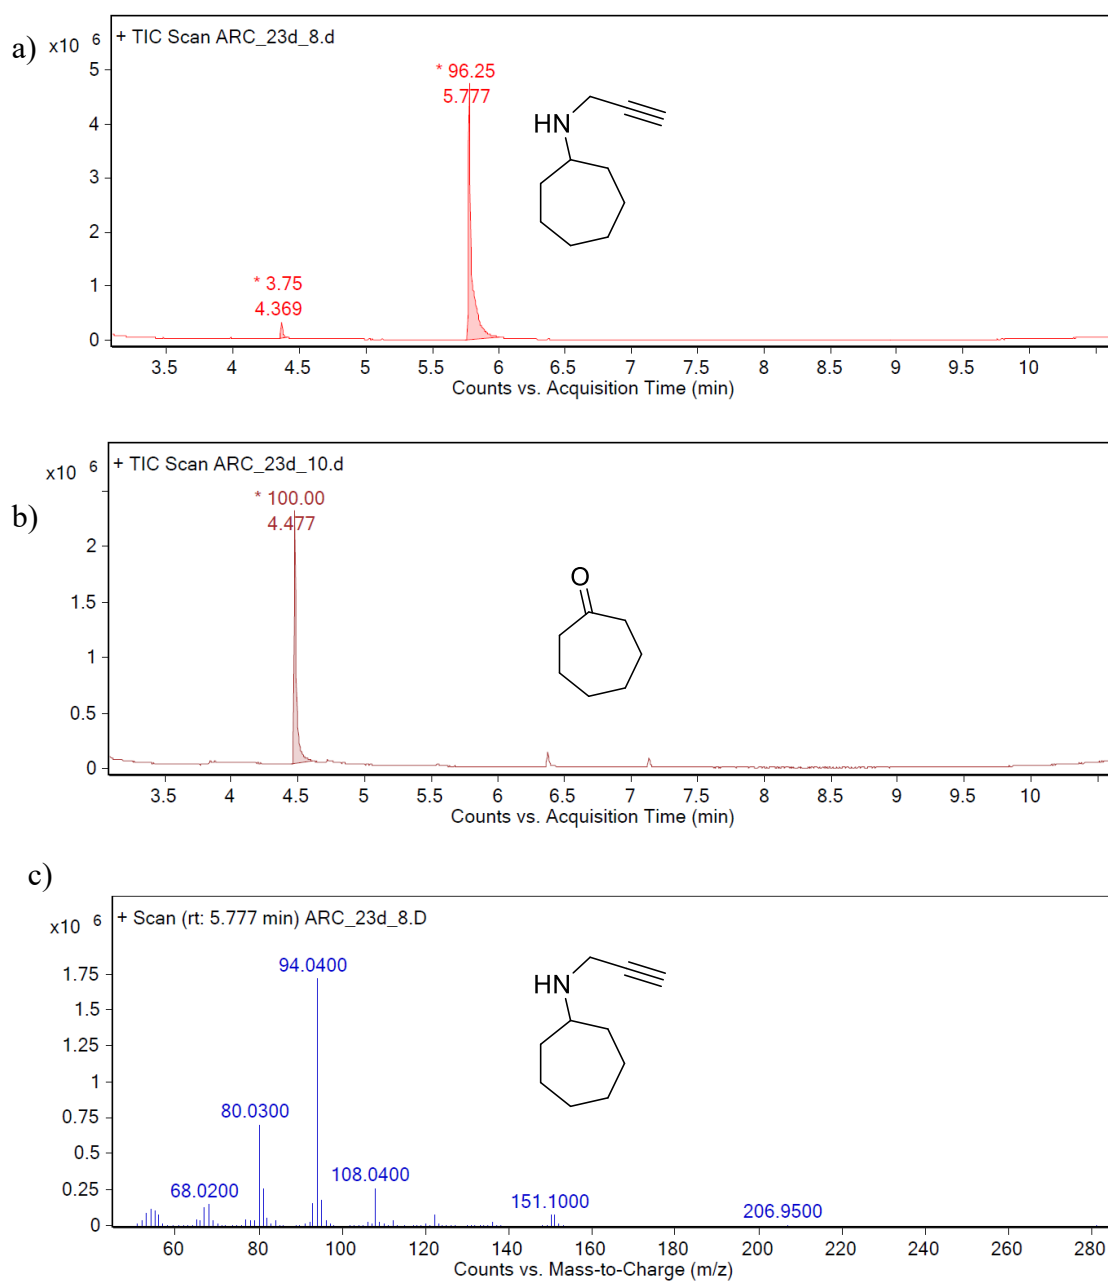 a)
x10 6
+ TIC Scan ARC_23d_8.d
5
4
3
2
1
0
* 96.25
5.777
* 3.75
4.369
HN
3.5 4 4.5 5 5.5 6 6.5 7 7.5 8 8.5 9 9.5 10
Counts vs. Acquisition Time (min)
b)
x10 6
+ TIC Scan ARC_23d_10.d
2
1.5
1
0.5
0
* 100.00
4.477
O
3.5 4 4.5 5 5.5 6 6.5 7 7.5 8 8.5 9 9.5 10
Counts vs. Acquisition Time (min)
c)
x10 6
+ Scan (rt: 5.777 min) ARC_23d_8.D
1.75
1.5
1.25
1
0.75
0.5
0.25
0
94.0400
80.0300
68.0200
108.0400
151.1000
206.9500
HN
60 80 100 120 140 160 180 200 220 240 260 280
Counts vs. Mass-to-Charge (m/z)